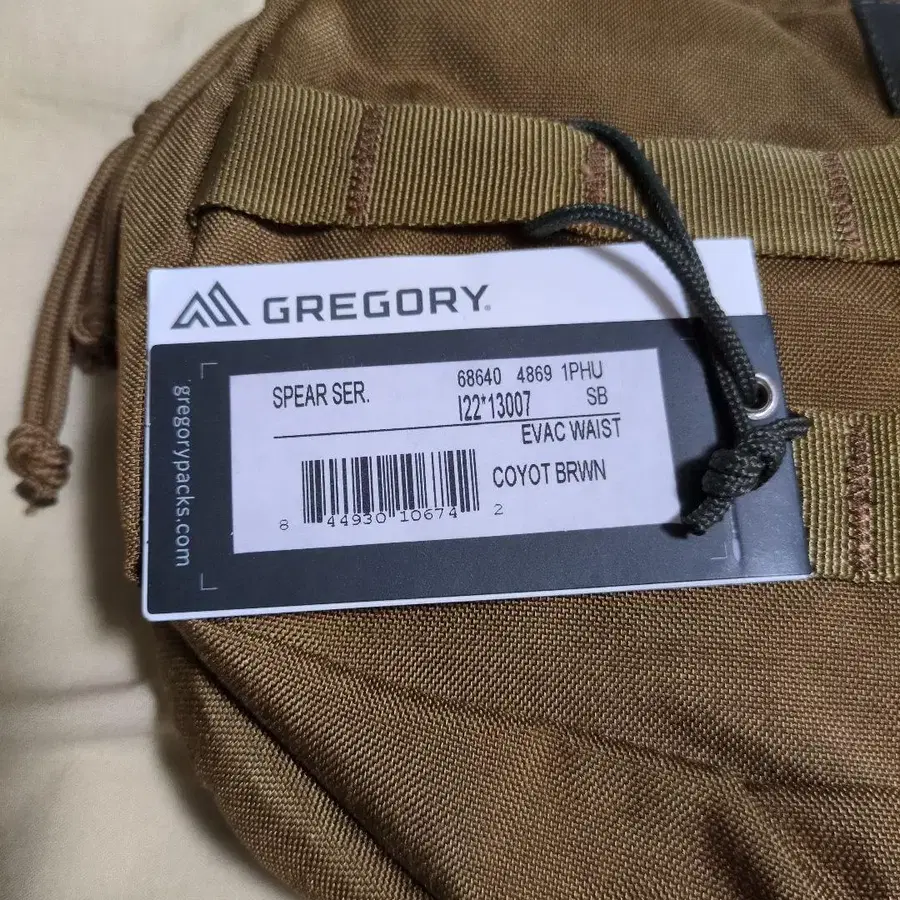 GREGORY.
gregorypacks.com
SPEAR SER.
68640 4869 1PHU
I22*13007 SB
EVAC WAIST
COYOT BRWN
8 44930 10674 2